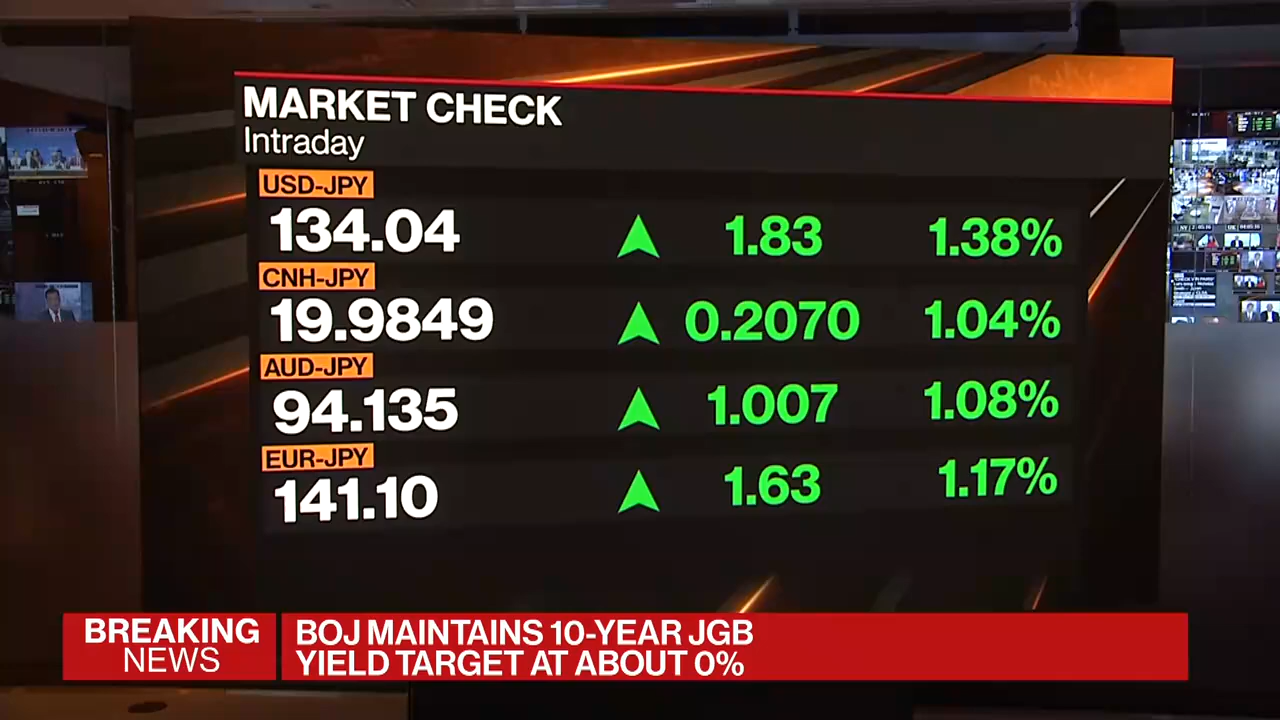 MARKET CHECK
Intraday
USD-JPY
134.04 1.83 1.38%
CNH-JPY
19.9849 0.2070 1.04%
AUD-JPY
94.135 1.007 1.08%
EUR-JPY
141.10 1.63 1.17%
BREAKING NEWS
BOJ MAINTAINS 10-YEAR JGB
YIELD TARGET AT ABOUT 0%